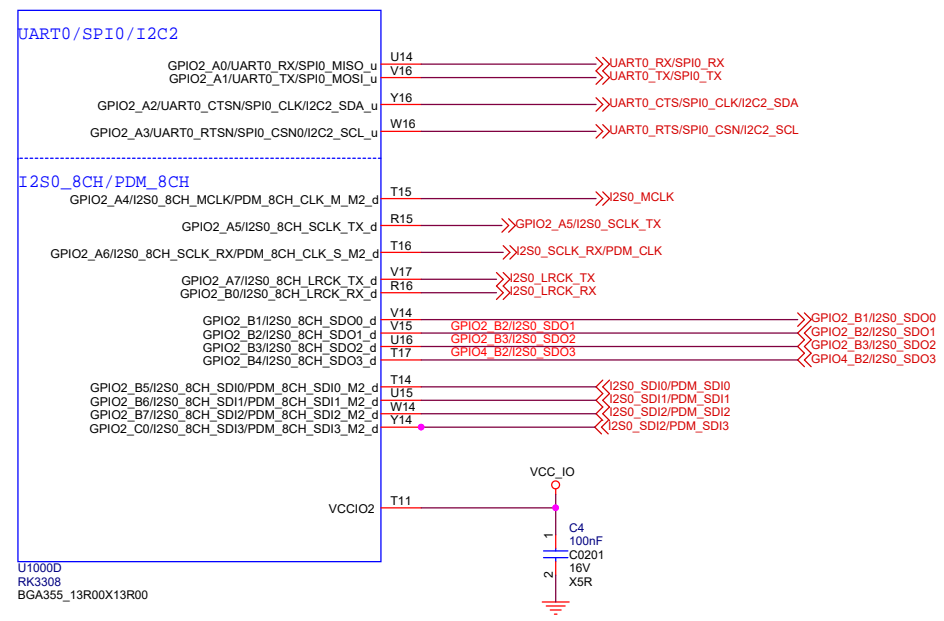 UART0/SPI0/I2C2
GPIO2_A0/UART0_RX/SPI0_MISO_u U14 UART0_RX/SPI0_RX
GPIO2_A1/UART0_TX/SPI0_MOSI_u V16 UART0_TX/SPI0_TX
GPIO2_A2/UART0_CTSN/SPI0_CLK/I2C2_SDA_u Y16 UART0_CTS/SPI0_CLK/I2C2_SDA
GPIO2_A3/UART0_RTSN/SPI0_CSN0/I2C2_SCL_u W16 UART0_RTS/SPI0_CSN/I2C2_SCL
I2S0_8CH/PDM_8CH
GPIO2_A4/I2S0_8CH_MCLK/PDM_8CH_CLK_M_M2_d T15 I2S0_MCLK
GPIO2_A5/I2S0_8CH_SCLK_TX_d R15 GPIO2_A5/I2S0_SCLK_TX
GPIO2_A6/I2S0_8CH_SCLK_RX/PDM_8CH_CLK_S_M2_d T16 I2S0_SCLK_RX/PDM_CLK
GPIO2_A7/I2S0_8CH_LRCK_TX_d V17 I2S0_LRCK_TX
GPIO2_B0/I2S0_8CH_LRCK_RX_d R16 I2S0_LRCK_RX
GPIO2_B1/I2S0_8CH_SDO0_d V14 GPIO2_B1/I2S0_SDO0
GPIO2_B2/I2S0_8CH_SDO1_d V15 GPIO2_B2/I2S0_SDO1 GPIO2_B2/I2S0_SDO1
GPIO2_B3/I2S0_8CH_SDO2_d U16 GPIO2_B3/I2S0_SDO2 GPIO2_B3/I2S0_SDO2
GPIO2_B4/I2S0_8CH_SDO3_d T17 GPIO4_B2/I2S0_SDO3 GPIO4_B2/I2S0_SDO3
GPIO2_B5/I2S0_8CH_SDI0/PDM_8CH_SDI0_M2_d T14 I2S0_SDI0/PDM_SDI0
GPIO2_B6/I2S0_8CH_SDI1/PDM_8CH_SDI1_M2_d U15 I2S0_SDI1/PDM_SDI1
GPIO2_B7/I2S0_8CH_SDI2/PDM_8CH_SDI2_M2_d W14 I2S0_SDI2/PDM_SDI2
GPIO2_C0/I2S0_8CH_SDI3/PDM_8CH_SDI3_M2_d Y14 I2S0_SDI2/PDM_SDI3
VCC_IO
VCCIO2 T11
C4
1 100nF
C0201
2 16V
X5R
U1000D
RK3308
BGA355_13R00X13R00